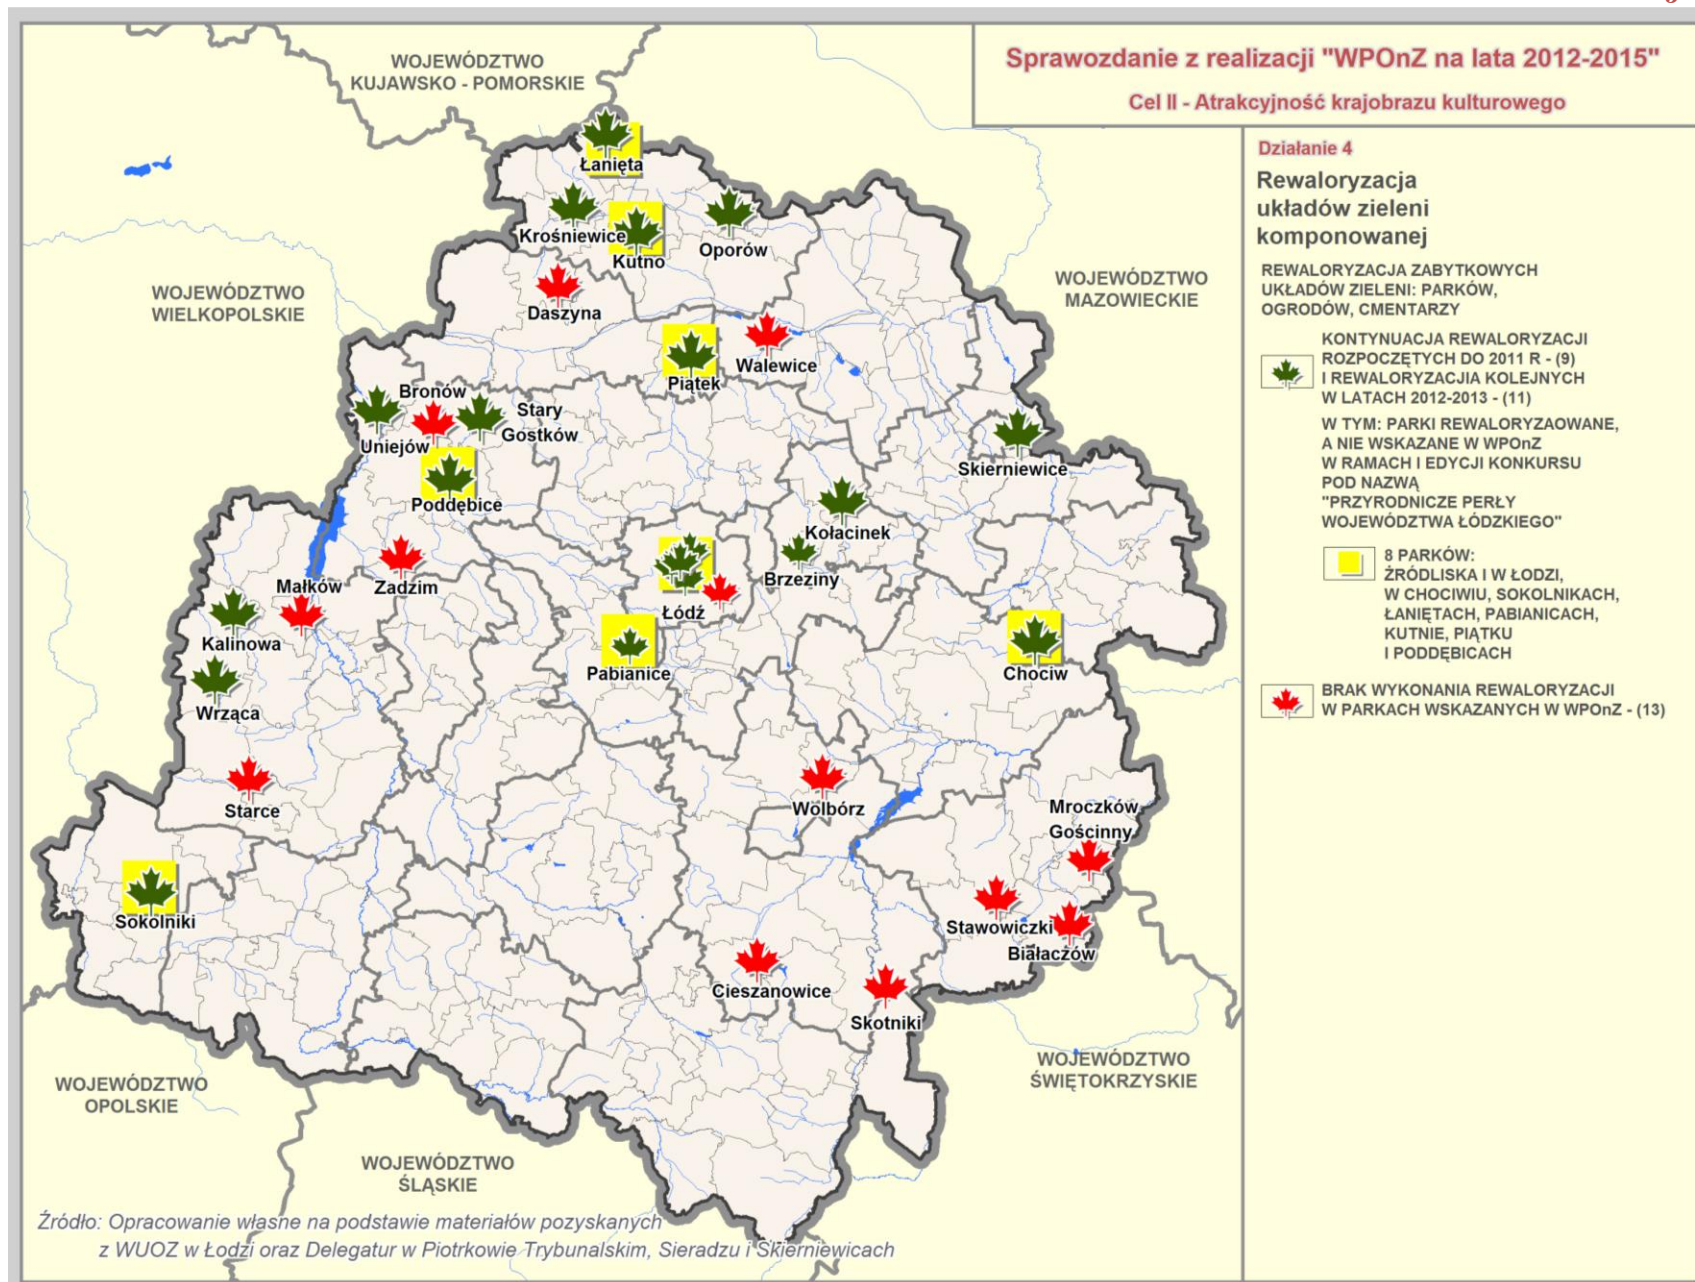 Sprawozdanie z realizacji "WPOnZ na lata 2012-2015"
Cel II - Atrakcyjność krajobrazu kulturowego
Działanie 4
Rewaloryzacja
układów zieleni
komponowanej
REWALORYZACJA ZABYTKOWYCH
UKŁADÓW ZIELENI: PARKÓW,
OGRODÓW, CMENTARZY
KONTYNUACJA REWALORYZACJI
ROZPOCZĘTYCH DO 2011 R - (9)
I REWALORYZACJIA KOLEJNYCH
W LATACH 2012-2013 - (11)
W TYM: PARKI REWALORYZAOWANE,
A NIE WSKAZANE W WPOnZ
W RAMACH I EDYCJI KONKURSU
POD NAZWĄ
"PRZYRODNICZE PERŁY
WOJEWÓDZTWA ŁÓDZKIEGO"
8 PARKÓW:
ŻRÓDLISKA I W ŁODZI,
W CHOCIWIU, SOKOLNIKACH,
ŁANIĘTACH, PABIANICACH,
KUTNIE, PIĄTKU
I PODDĘBICACH
BRAK WYKONANIA REWALORYZACJI
W PARKACH WSKAZANYCH W WPOnZ - (13)
WOJEWÓDZTWO
KUJAWSKO - POMORSKIE
WOJEWÓDZTWO
WIELKOPOLSKIE
WOJEWÓDZTWO
MAZOWIECKIE
Łanięta
Krośniewice
Kutno
Oporów
Daszyna
Piątek
Walewice
Bronów
Uniejów
Stary
Gostków
Poddębice
Skierniewice
Kołacinek
Brzeziny
Zadzim
Małków
Kalinowa
Łódź
Pabianice
Chociw
Wrząca
Starce
Wolbórz
Mroczków
Gościnny
Sokolniki
Stawowiczki
Białaczów
Cieszanowice
Skotniki
WOJEWÓDZTWO
OPOLSKIE
WOJEWÓDZTWO
ŚLĄSKIE
WOJEWÓDZTWO
ŚWIĘTOKRZYSKIE
Źródło: Opracowanie własne na podstawie materiałów pozyskanych
z WUOZ w Łodzi oraz Delegatur w Piotrkowie Trybunalskim, Sieradzu i Skierniewicach